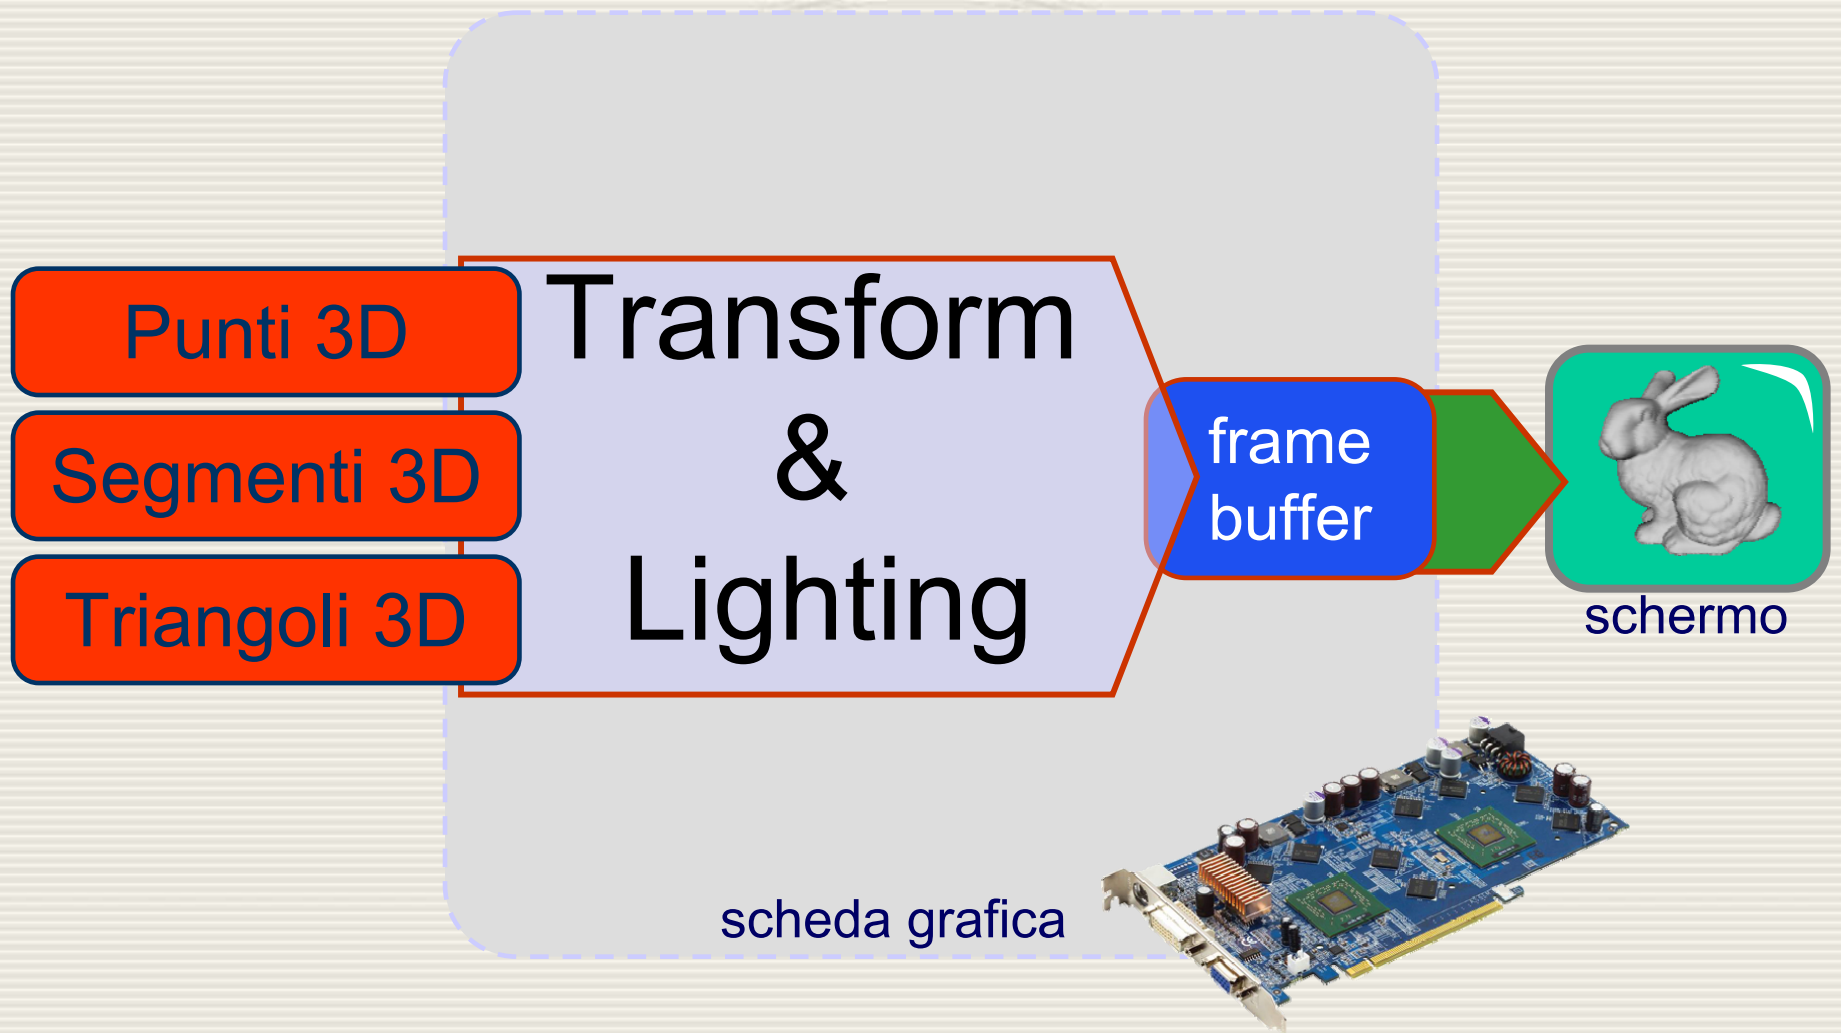 Punti 3D
Segmenti 3D
Triangoli 3D
Transform
&
Lighting
frame
buffer
schermo
scheda grafica